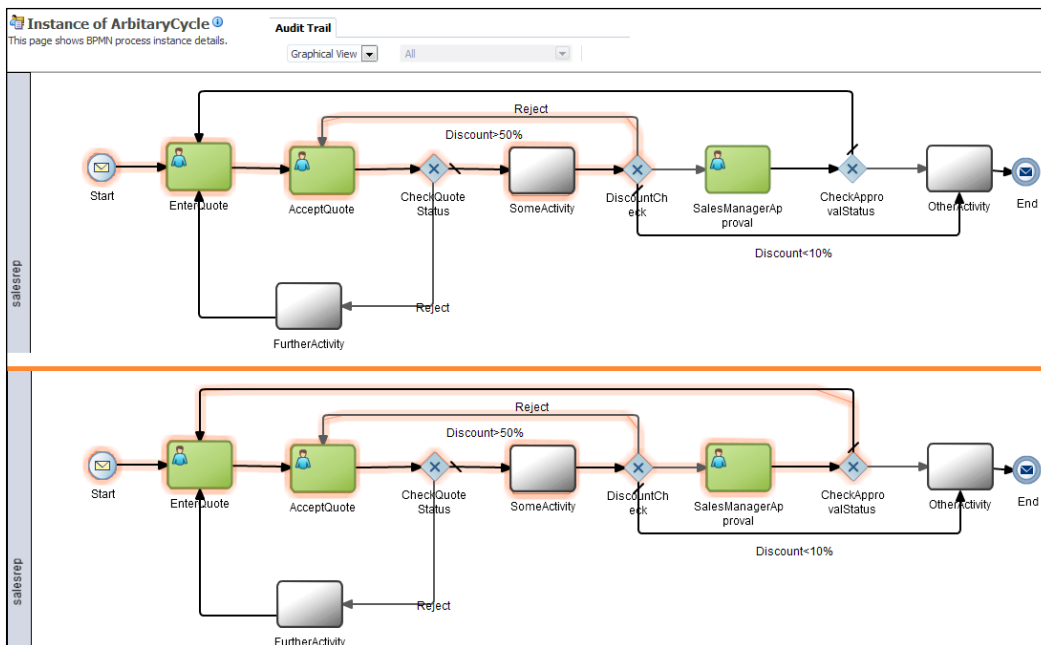 Instance of ArbitaryCycle
This page shows BPMN process instance details.
Audit Trail
Graphical View
All
Reject
Discount>50%
Start
EnterQuote
AcceptQuote
CheckQuote
Status
SomeActivity
DiscountCh
eck
SalesManagerAp
proval
CheckAppro
valStatus
OtherActivity
End
Discount<10%
Reject
FurtherActivity
salesrep
Reject
Discount>50%
Start
EnterQuote
AcceptQuote
CheckQuote
Status
SomeActivity
DiscountCh
eck
SalesManagerAp
proval
CheckAppro
valStatus
OtherActivity
End
Discount<10%
Reject
FurtherActivity
salesrep